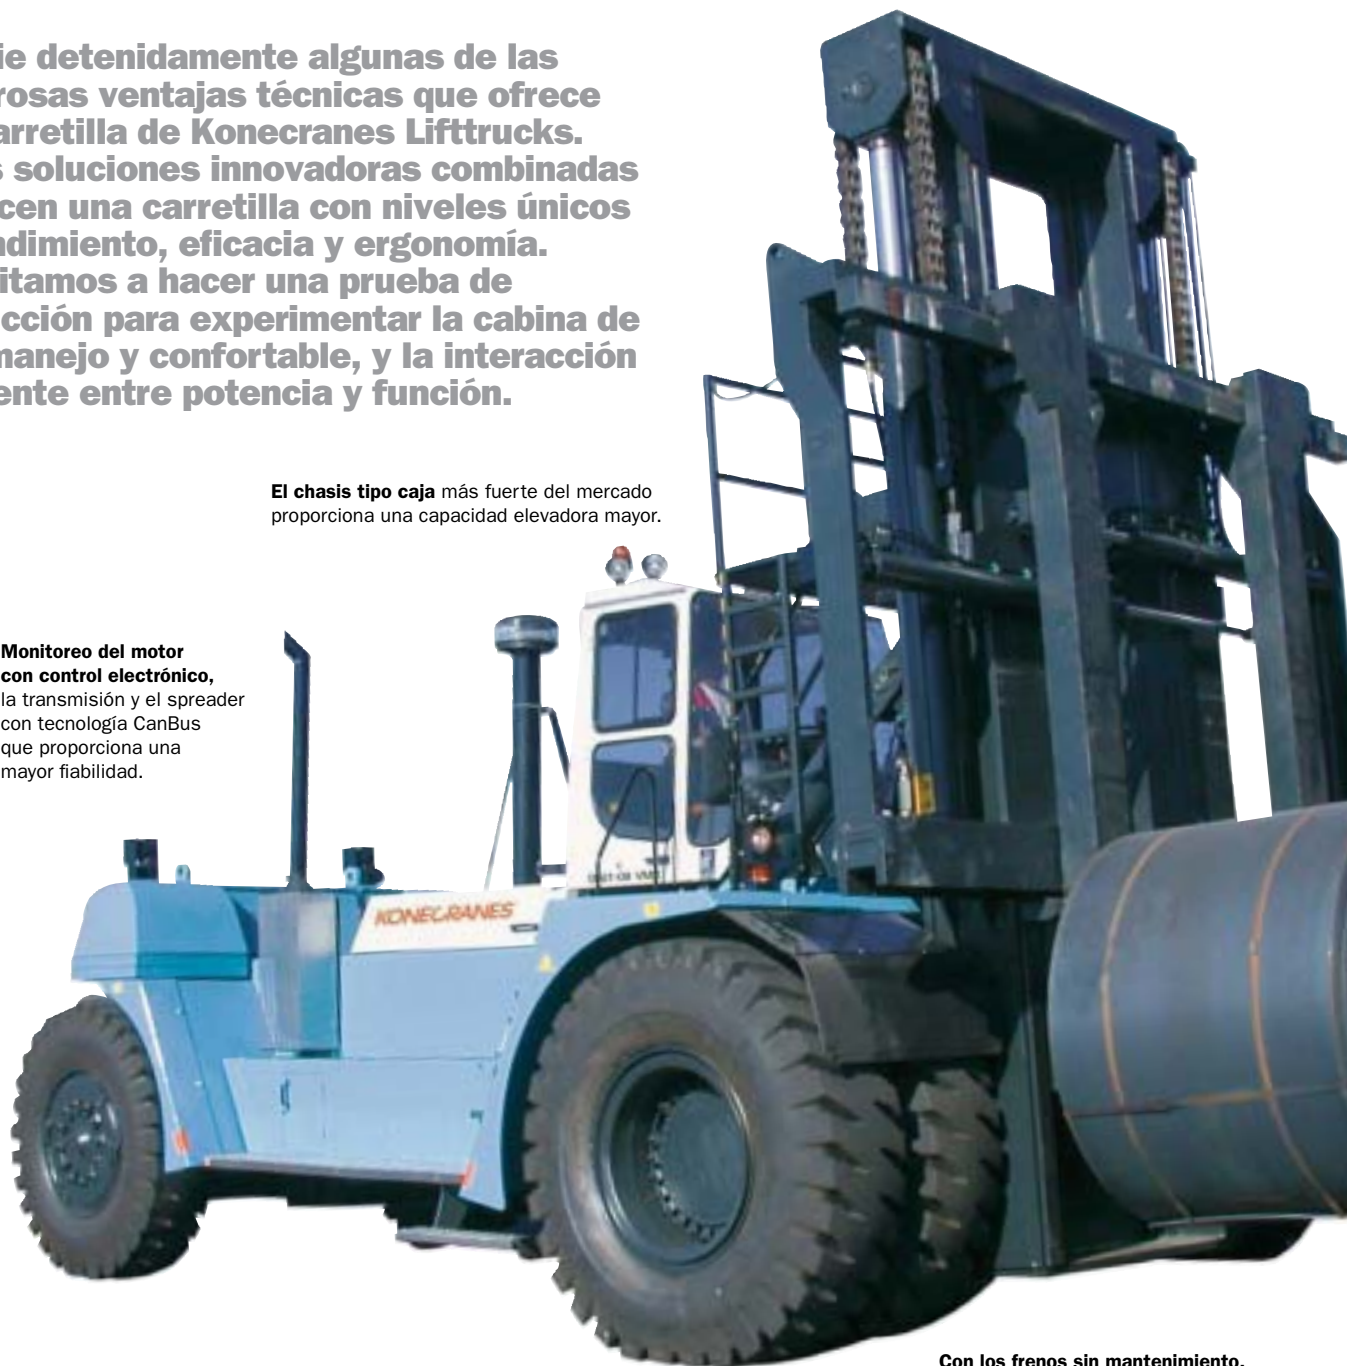 ie detenidamente algunas de las
rosas ventajas técnicas que ofrece
arretilla de Konecranes Lifttrucks.
s soluciones innovadoras combinadas
cen una carretilla con niveles únicos
ndimiento, eficacia y ergonomía.
itamos a hacer una prueba de
cción para experimentar la cabina de
manejo y confortable, y la interacción
ente entre potencia y función.
El chasis tipo caja más fuerte del mercado
proporciona una capacidad elevadora mayor.
Monitoreo del motor
con control electrónico,
la transmisión y el spreader
con tecnología CanBus
que proporciona una
mayor fiabilidad.
KONECRANES
Con los frenos sin mantenimiento,